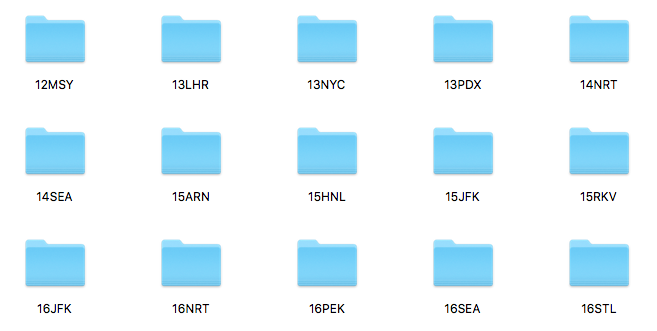 12MSY 13LHR 13NYC 13PDX 14NRT
14SEA 15ARN 15HNL 15JFK 15RKV
16JFK 16NRT 16PEK 16SEA 16STL